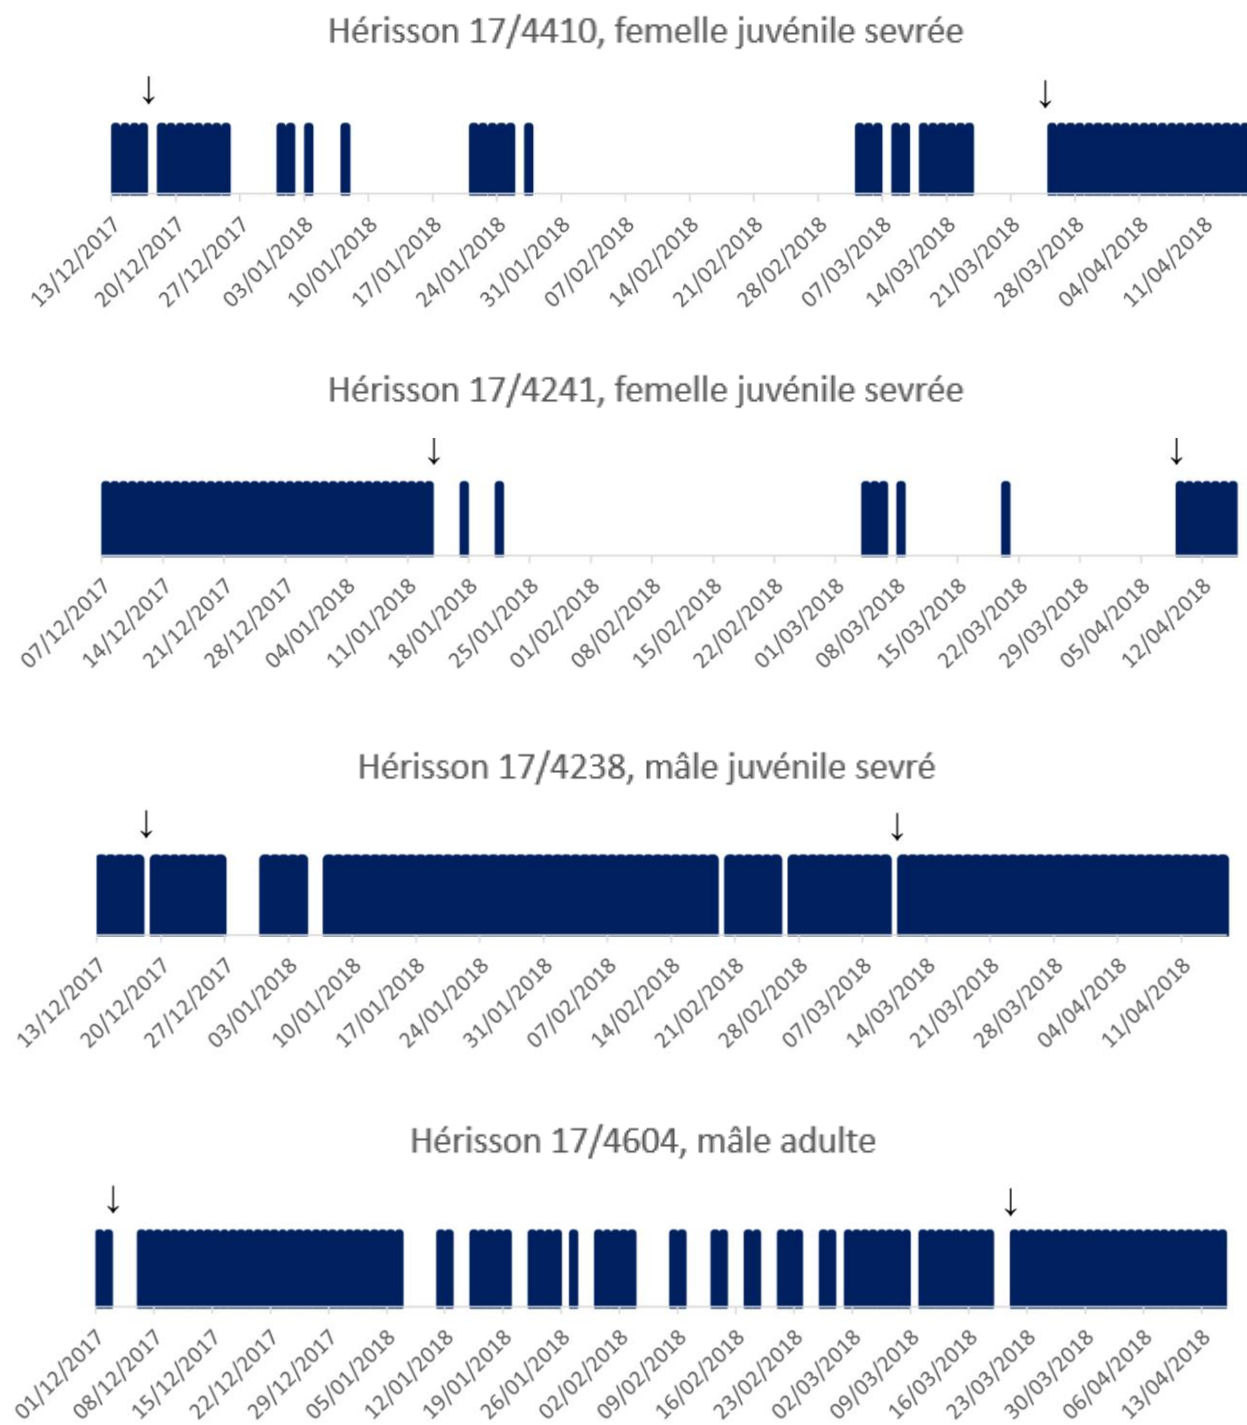 Hérisson 17/4410, femelle juvénile sevrée
↓ ↓
13/12/2017 20/12/2017 27/12/2017 03/01/2018 10/01/2018 17/01/2018 24/01/2018 31/01/2018 07/02/2018 14/02/2018 21/02/2018 28/02/2018 07/03/2018 14/03/2018 21/03/2018 28/03/2018 04/04/2018 11/04/2018
Hérisson 17/4241, femelle juvénile sevrée
↓ ↓
07/12/2017 14/12/2017 21/12/2017 28/12/2017 04/01/2018 11/01/2018 18/01/2018 25/01/2018 01/02/2018 08/02/2018 15/02/2018 22/02/2018 01/03/2018 08/03/2018 15/03/2018 22/03/2018 29/03/2018 05/04/2018 12/04/2018
Hérisson 17/4238, mâle juvénile sevré
↓ ↓
13/12/2017 20/12/2017 27/12/2017 03/01/2018 10/01/2018 17/01/2018 24/01/2018 31/01/2018 07/02/2018 14/02/2018 21/02/2018 28/02/2018 07/03/2018 14/03/2018 21/03/2018 28/03/2018 04/04/2018 11/04/2018
Hérisson 17/4604, mâle adulte
↓ ↓
01/12/2017 08/12/2017 15/12/2017 22/12/2017 29/12/2017 05/01/2018 12/01/2018 19/01/2018 26/01/2018 02/02/2018 09/02/2018 16/02/2018 23/02/2018 02/03/2018 09/03/2018 16/03/2018 23/03/2018 30/03/2018 06/04/2018 13/04/2018